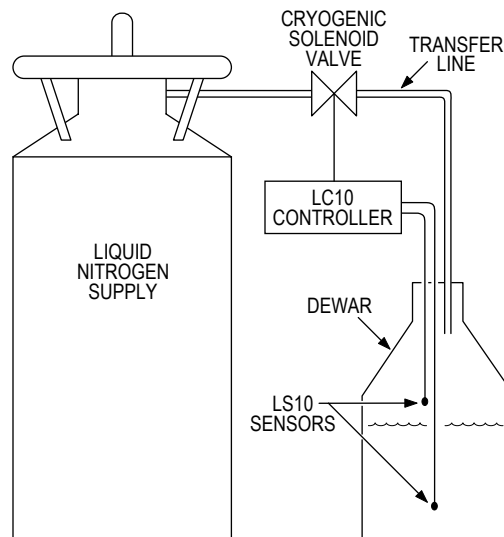 CRYOGENIC
SOLENOID
VALVE
TRANSFER
LINE
LC10
CONTROLLER
LIQUID
NITROGEN
SUPPLY
DEWAR
LS10
SENSORS